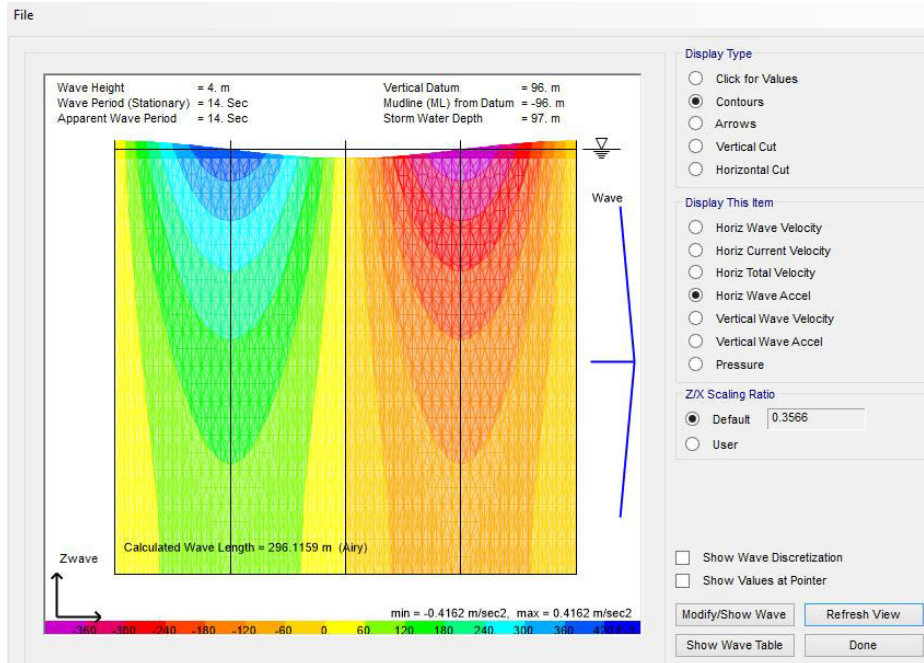 File
Wave Height = 4. m
Wave Period (Stationary) = 14. Sec
Apparent Wave Period = 14. Sec
Vertical Datum = 96. m
Mudline (ML) from Datum = -96. m
Storm Water Depth = 97. m
Wave
Calculated Wave Length = 296.1159 m (Airy)
Zwave
min = -0.4162 m/sec2, max = 0.4162 m/sec2
-360 -300 -240 -180 -120 -60 0. 60 120 180 240 300 360
Display Type
Click for Values
Contours
Arrows
Vertical Cut
Horizontal Cut
Display This Item
Horiz Wave Velocity
Horiz Current Velocity
Horiz Total Velocity
Horiz Wave Accel
Vertical Wave Velocity
Vertical Wave Accel
Pressure
Z/X Scaling Ratio
Default 0.3566
User
Show Wave Discretization
Show Values at Pointer
Modify/Show Wave Refresh View
Show Wave Table Done